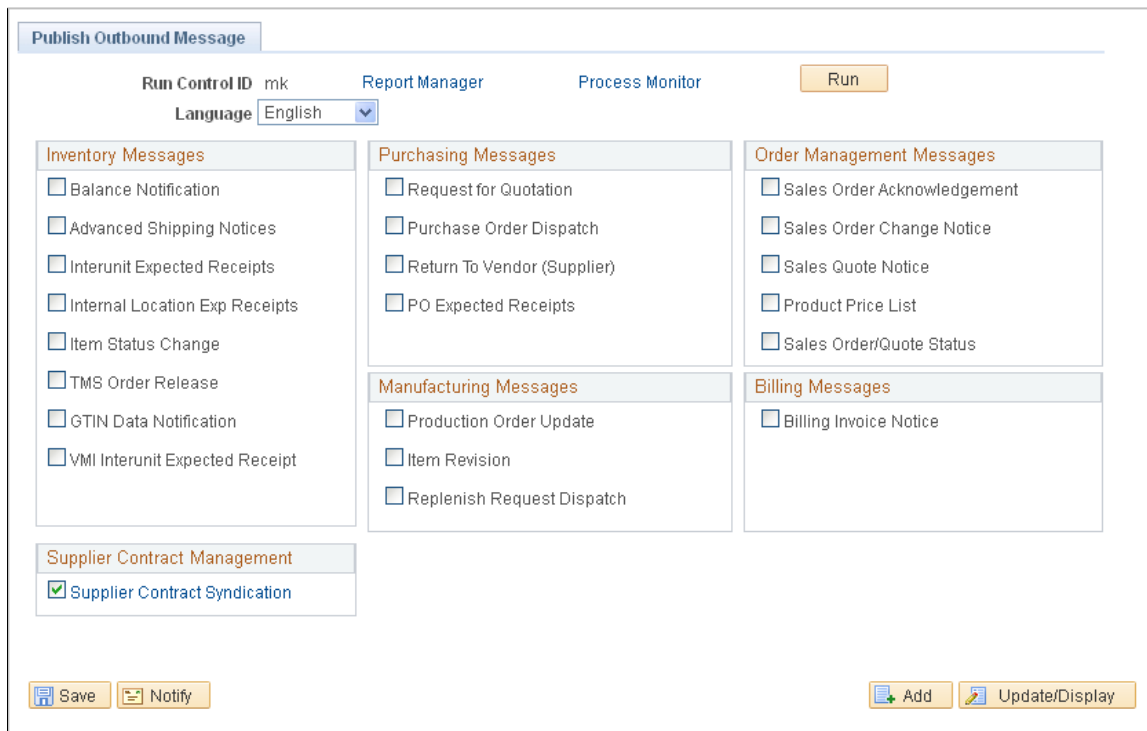 Publish Outbound Message
Run Control ID mk Report Manager Process Monitor Run
Language English
Inventory Messages
Balance Notification
Advanced Shipping Notices
Interunit Expected Receipts
Internal Location Exp Receipts
Item Status Change
TMS Order Release
GTIN Data Notification
VMI Interunit Expected Receipt
Purchasing Messages
Request for Quotation
Purchase Order Dispatch
Return To Vendor (Supplier)
PO Expected Receipts
Order Management Messages
Sales Order Acknowledgement
Sales Order Change Notice
Sales Quote Notice
Product Price List
Sales Order/Quote Status
Manufacturing Messages
Production Order Update
Item Revision
Replenish Request Dispatch
Billing Messages
Billing Invoice Notice
Supplier Contract Management
Supplier Contract Syndication
Save Notify Add Update/Display